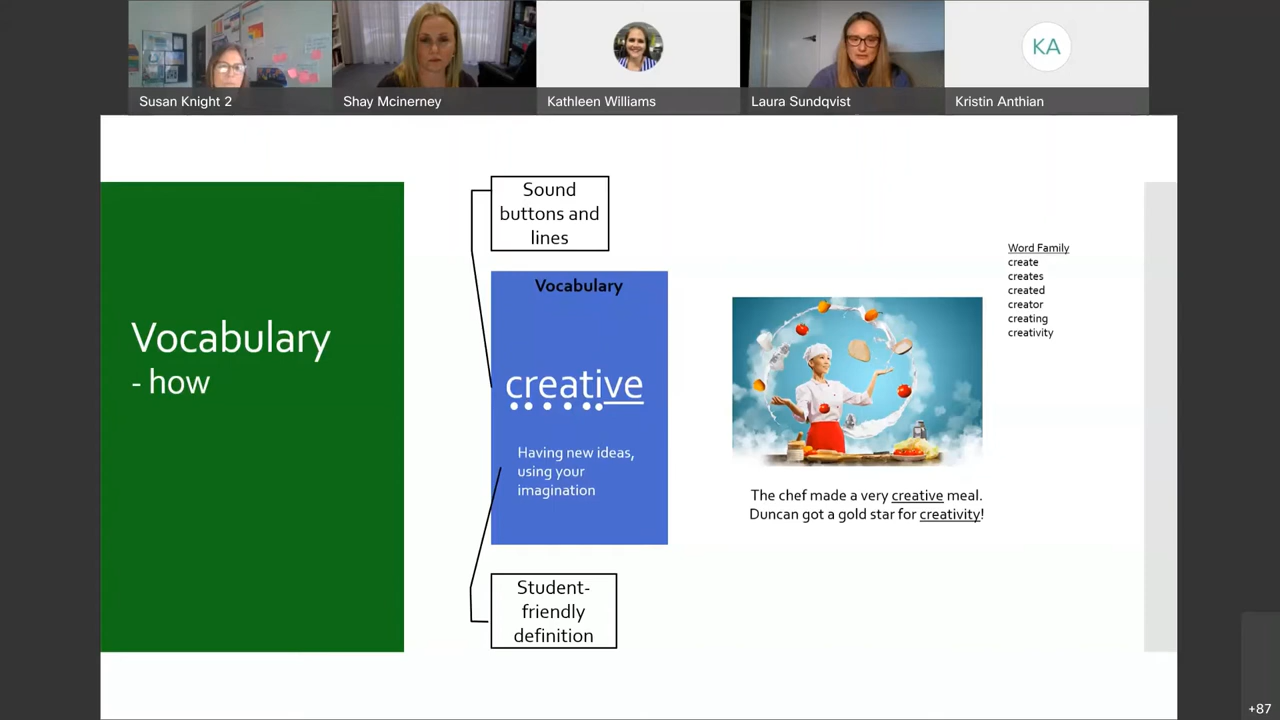 Susan Knight 2
Shay Mcinerney
Kathleen Williams
Laura Sundqvist
KA
Kristin Anthian
Vocabulary
- how
Sound
buttons and
lines
Vocabulary
creative
Having new ideas,
using your
imagination
Student-
friendly
definition
The chef made a very creative meal.
Duncan got a gold star for creativity!
Word Family
create
creates
created
creator
creating
creativity
+87